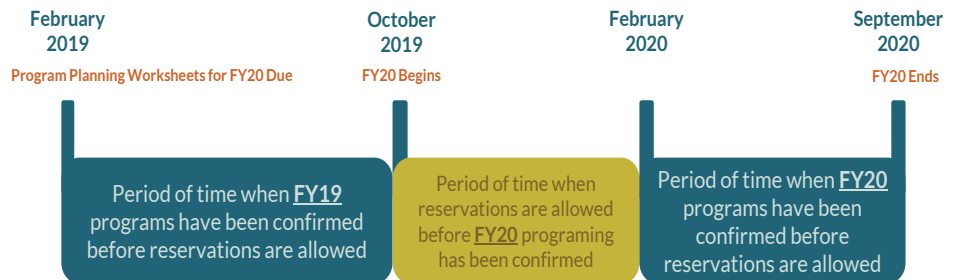 February
2019
Program Planning Worksheets for FY20 Due
October
2019
FY20 Begins
February
2020
September
2020
FY20 Ends
Period of time when FY19
programs have been confirmed
before reservations are allowed
Period of time when
reservations are allowed
before FY20 programing
has been confirmed
Period of time when FY20
programs have been
confirmed before
reservations are allowed